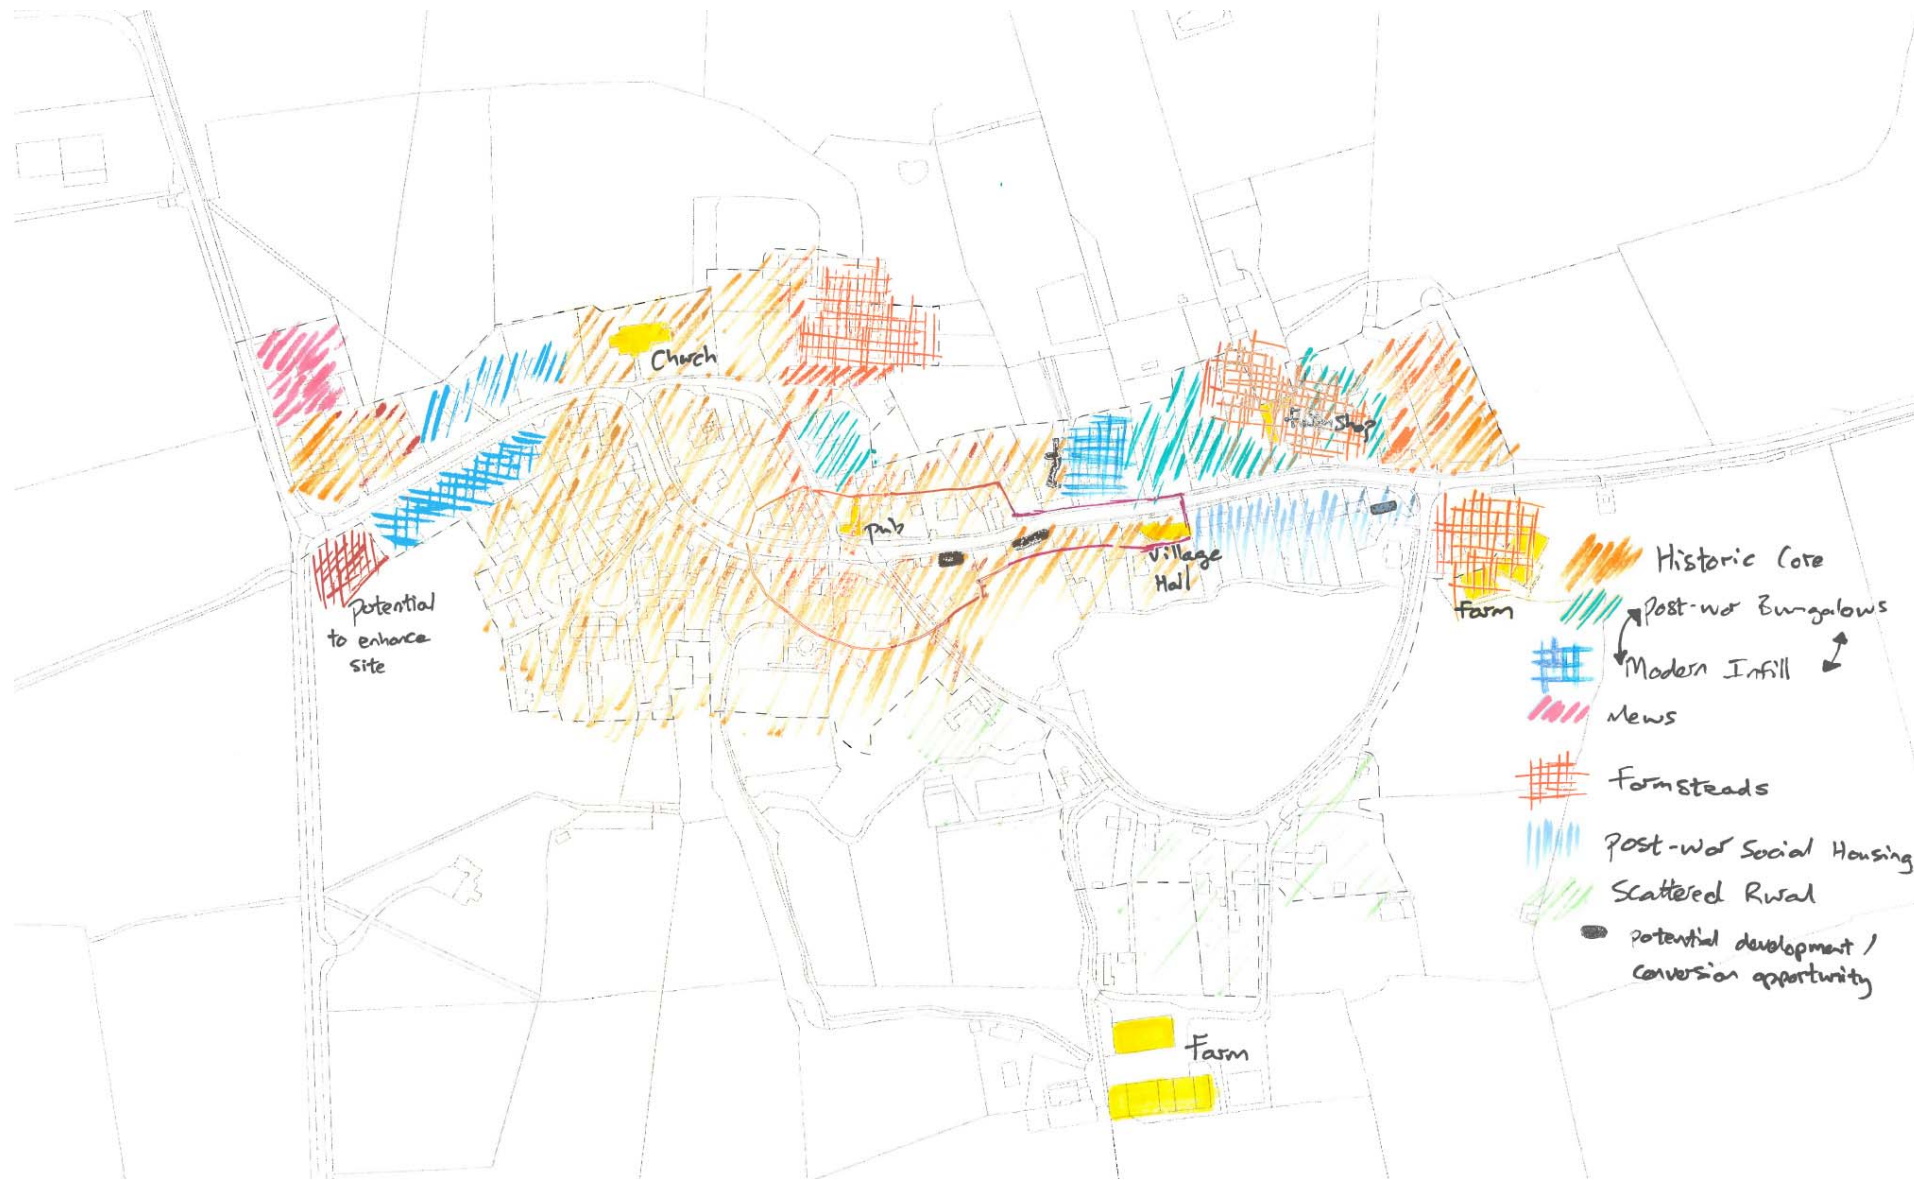 Church
Farm Shop
pub
Village
Hall
Farm
potential
to enhance
site
Farm
Historic Core
post-war Bungalows
Modern Infill
Mews
Farmsteads
Post-war Social Housing
Scattered Rural
potential development /
conversion opportunity